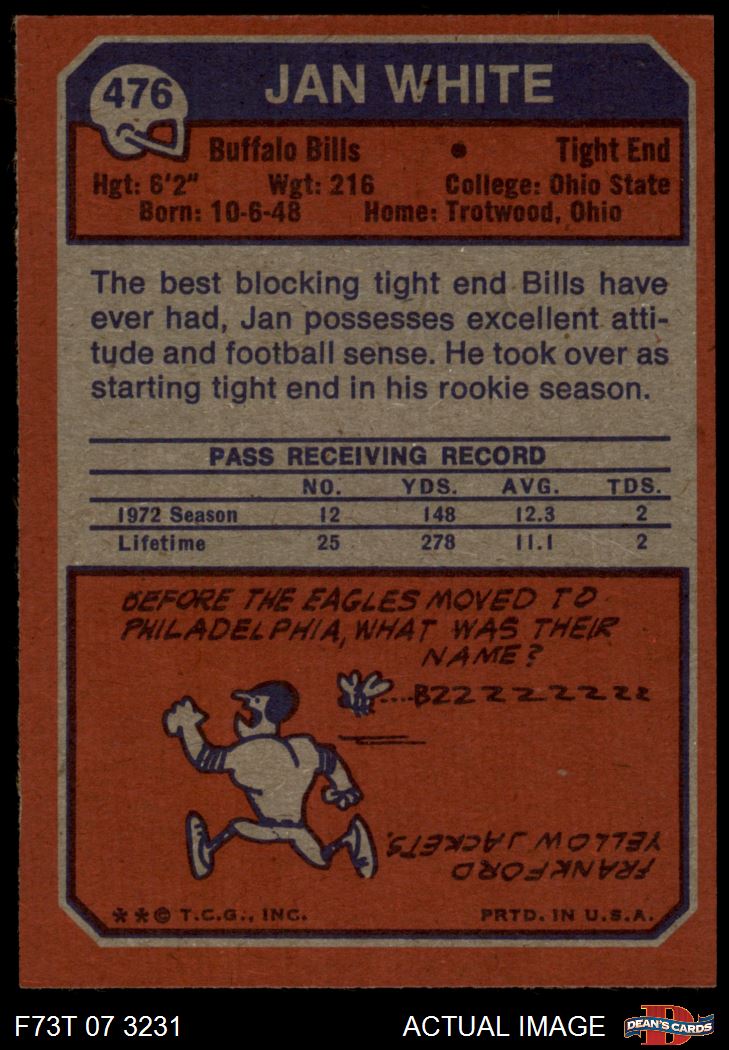 476
JAN WHITE
Buffalo Bills • Tight End
Hgt: 6'2" Wgt: 216 College: Ohio State
Born: 10-6-48 Home: Trotwood, Ohio
The best blocking tight end Bills have
ever had, Jan possesses excellent atti-
tude and football sense. He took over as
starting tight end in his rookie season.
PASS RECEIVING RECORD
NO. YDS. AVG. TDS.
1972 Season 12 148 12.3 2
Lifetime 25 278 11.1 2
BEFORE THE EAGLES MOVED TO
PHILADELPHIA, WHAT WAS THEIR
NAME?
....BZZZZZZZZZ
FRANKFORD
YELLOW JACKETS.
**© T.C.G., INC. PRTD. IN U.S.A.
F73T 07 3231 ACTUAL IMAGE
D
DEAN'S CARDS